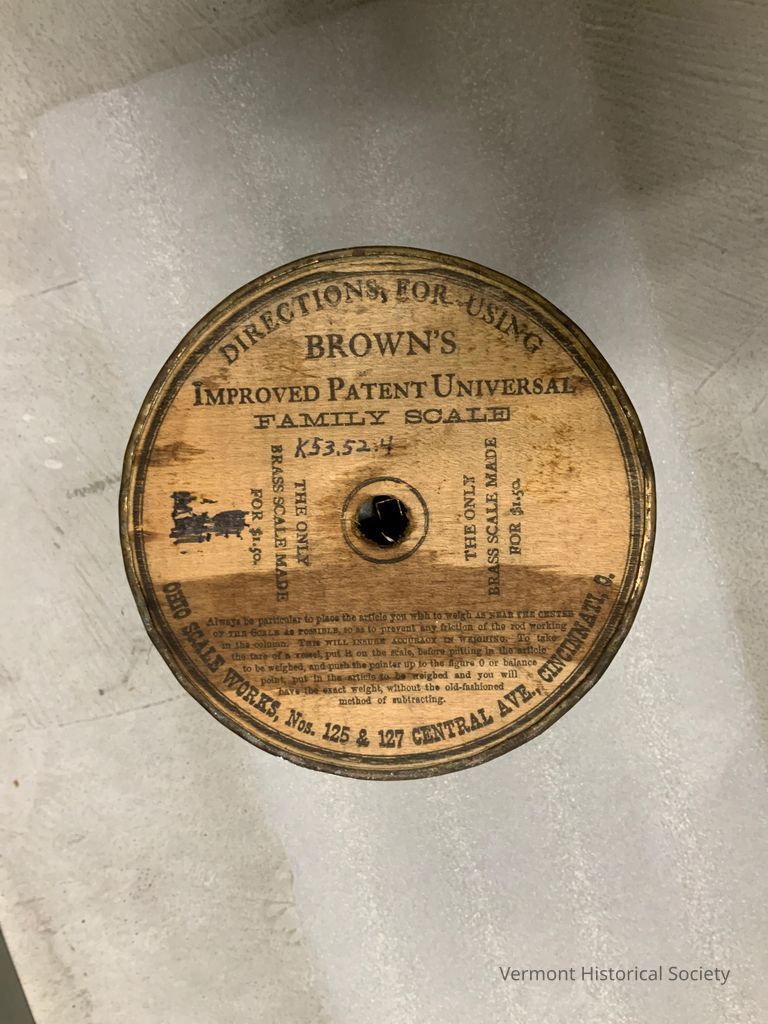 DIRECTIONS, FOR USING
BROWN'S
IMPROVED PATENT UNIVERSAL
FAMILY SCALE
K53.52.4
THE ONLY
BRASS SCALE MADE
FOR $1.50.
THE ONLY
BRASS SCALE MADE
FOR $1.50.
Always be particular to place the article you wish to weigh AS NEAR THE CENTER
OF THE SCALE AS POSSIBLE, so as to prevent any friction of the rod working
in the column. THIS WILL INSURE ACCURACY IN WEIGHING. To take
the tare of a vessel, put it on the scale, before putting in the article
to be weighed, and push the pointer up to the figure 0 or balance
point, put in the article to be weighed and you will
have the exact weight, without the old-fashioned
method of subtracting.
OHIO SCALE WORKS, Nos. 125 & 127 CENTRAL AVE., CINCINNATI, O.
Vermont Historical Society